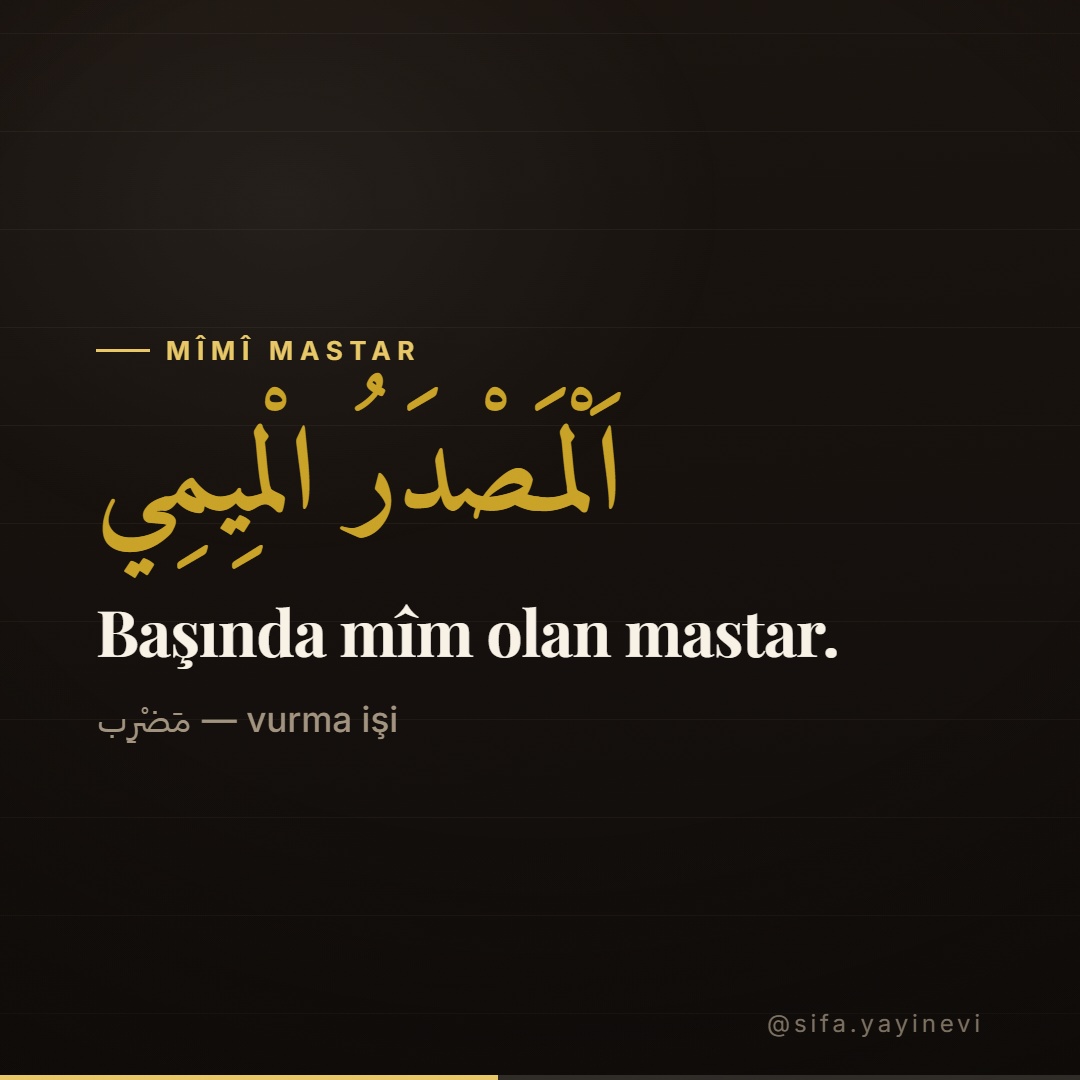 MÎMÎ MASTAR
اَلْمَصْدَرُ الْمِيمِي
Başında mîm olan mastar.
مَضْرِب — vurma işi
@sifa.yayinevi